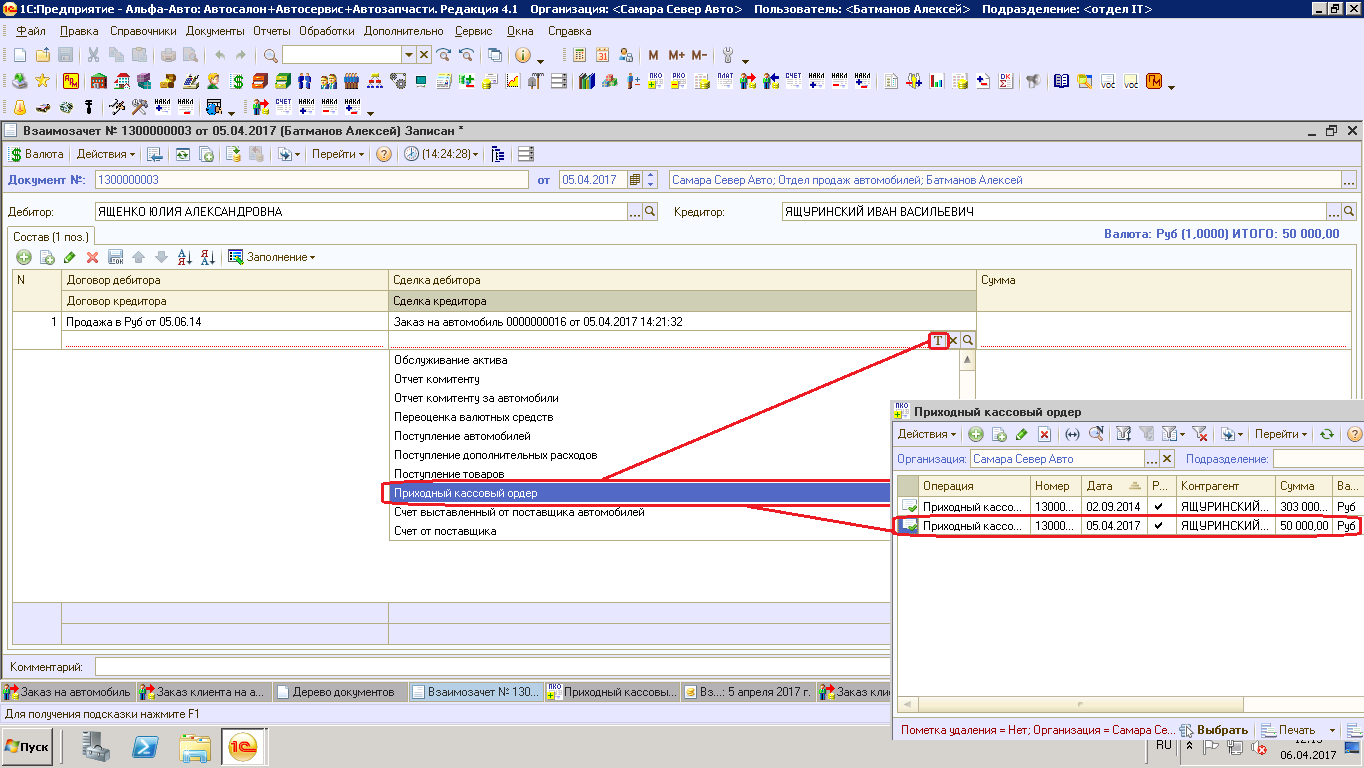 1С:Предприятие - Альфа-Авто: Автосалон+Автосервис+Автозапчасти. Редакция 4.1 Организация: <Самара Север Авто> Пользователь: <Батманов Алексей> Подразделение: <отдел IT>
Файл Правка Справочники Документы Отчеты Обработки Дополнительно Сервис Окна Справка
M M+ M-
Взаимозачет № 1300000003 от 05.04.2017 (Батманов Алексей) Записан *
Валюта Действия Перейти (14:24:28)
Документ №: 1300000003 от 05.04.2017 Самара Север Авто; Отдел продаж автомобилей; Батманов Алексей
Дебитор: ЯЩЕНКО ЮЛИЯ АЛЕКСАНДРОВНА Кредитор: ЯЩУРИНСКИЙ ИВАН ВАСИЛЬЕВИЧ
Состав (1 поз.) Валюта: Руб (1,0000) ИТОГО: 50 000,00
Заполнение
N Договор дебитора Сделка дебитора Сумма
Договор кредитора Сделка кредитора
1 Продажа в Руб от 05.06.14 Заказ на автомобиль 0000000016 от 05.04.2017 14:21:32
T
Обслуживание актива
Отчет комитенту
Отчет комитенту за автомобили
Переоценка валютных средств
Поступление автомобилей
Поступление дополнительных расходов
Поступление товаров
Приходный кассовый ордер
Счет выставленный от поставщика автомобилей
Счет от поставщика
Приходный кассовый ордер
Действия Перейти
Организация: Самара Север Авто Подразделение:
Операция Номер Дата Р... Контрагент Сумма Ва...
Приходный кассо... 13000... 02.09.2014 ЯЩУРИНСКИЙ... 303 000... Руб
Приходный кассо... 13000... 05.04.2017 ЯЩУРИНСКИЙ... 50 000,00 Руб
Пометка удаления = Нет; Организация = Самара Се... Выбрать Печать
Комментарий:
Заказ на автомобиль Заказ клиента на а... Дерево документов Взаимозачет № 130... Приходный кассовы... Вз...: 5 апреля 2017 г. Заказ кли
Для получения подсказки нажмите F1
Пуск RU
06.04.2017